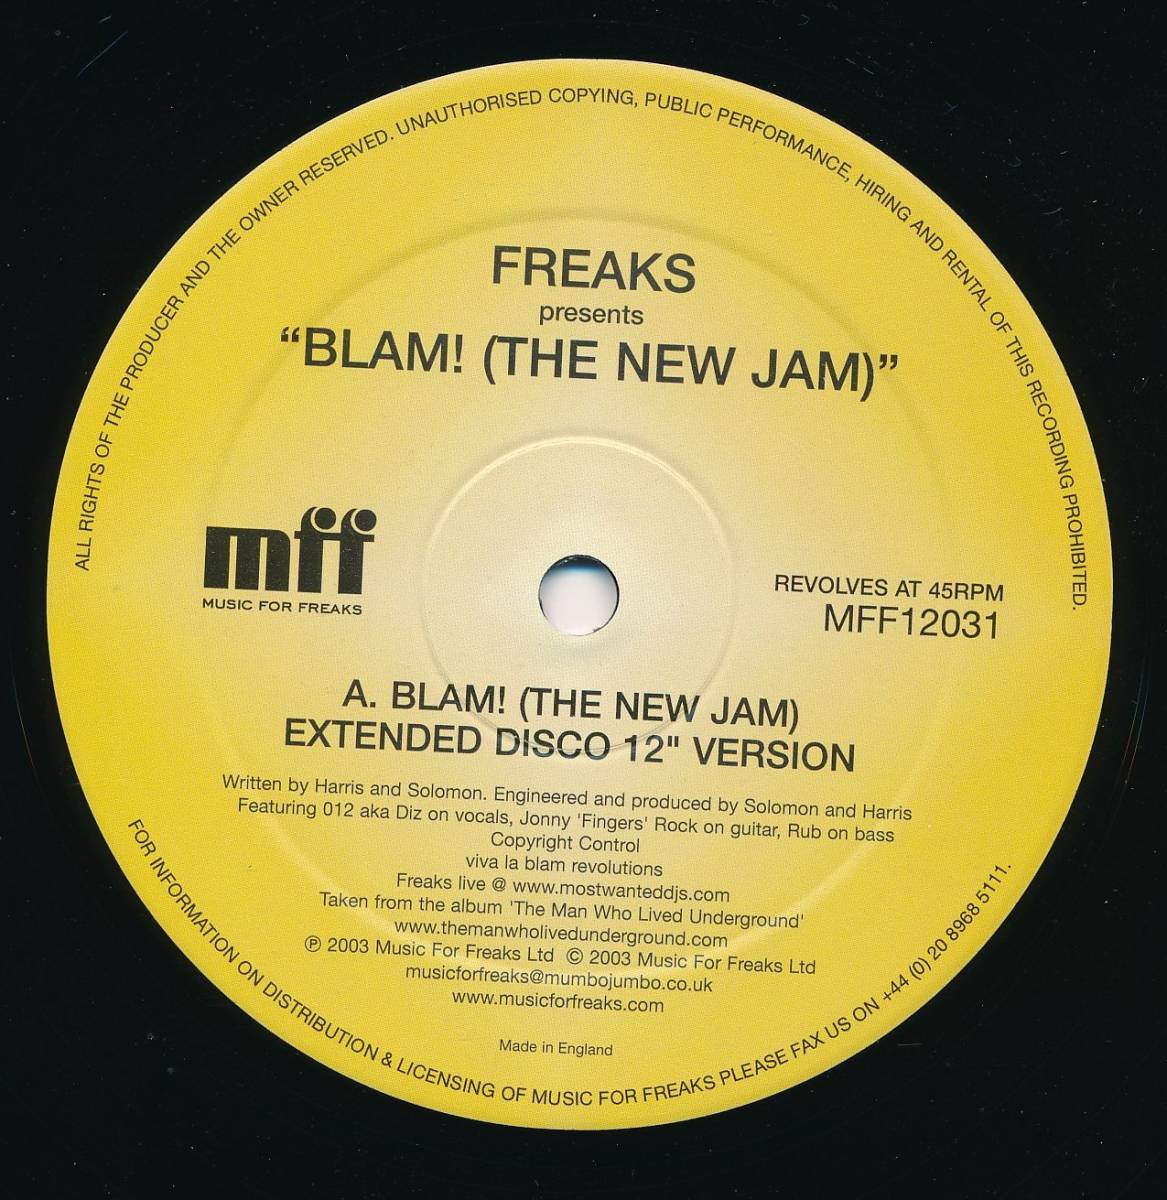 ALL RIGHTS OF THE PRODUCER AND THE OWNER RESERVED. UNAUTHORISED COPYING, PUBLIC PERFORMANCE, HIRING AND RENTAL OF THIS RECORDING PROHIBITED.
FREAKS
presents
“BLAM! (THE NEW JAM)”
mff
MUSIC FOR FREAKS
REVOLVES AT 45RPM
MFF12031
A. BLAM! (THE NEW JAM)
EXTENDED DISCO 12" VERSION
Written by Harris and Solomon. Engineered and produced by Solomon and Harris
Featuring 012 aka Diz on vocals, Jonny 'Fingers' Rock on guitar, Rub on bass
Copyright Control
viva la blam revolutions
Freaks live @ www.mostwanteddjs.com
Taken from the album 'The Man Who Lived Underground'
www.themanwholivedunderground.com
℗ 2003 Music For Freaks Ltd © 2003 Music For Freaks Ltd
musicforfreaks@mumbojumbo.co.uk
www.musicforfreaks.com
Made in England
FOR INFORMATION ON DISTRIBUTION & LICENSING OF MUSIC FOR FREAKS PLEASE FAX US ON +44 (0) 20 8968 5111.